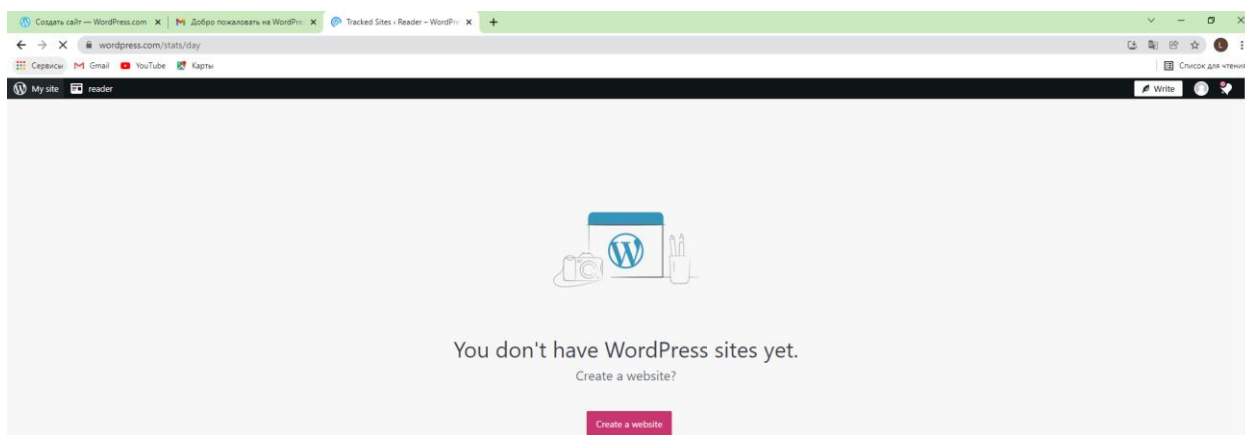 Создать сайт — WordPress.com
Добро пожаловать на WordPre
Tracked Sites ‹ Reader — WordPre
wordpress.com/stats/day
L
Сервисы Gmail YouTube Карты
Список для чтения
My site reader
Write
You don't have WordPress sites yet.
Create a website?
Create a website